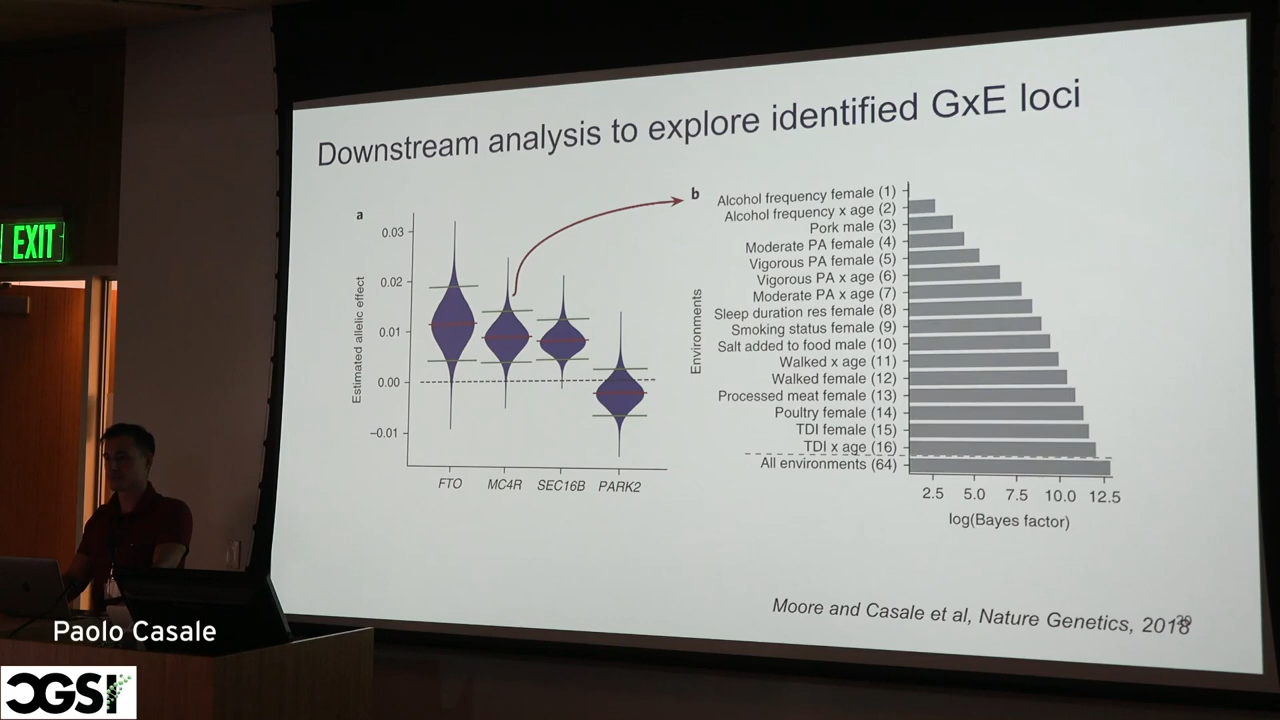 Downstream analysis to explore identified GxE loci
EXIT
a
0.03
0.02
0.01
0.00
–0.01
Estimated allelic effect
FTO
MC4R
SEC16B
PARK2
b
Environments
Alcohol frequency female (1)
Alcohol frequency x age (2)
Pork male (3)
Moderate PA female (4)
Vigorous PA female (5)
Vigorous PA x age (6)
Moderate PA x age (7)
Sleep duration res female (8)
Smoking status female (9)
Salt added to food male (10)
Walked x age (11)
Walked female (12)
Processed meat female (13)
Poultry female (14)
TDI female (15)
TDI x age (16)
All environments (64)
2.5 5.0 7.5 10.0 12.5
log(Bayes factor)
Moore and Casale et al, Nature Genetics, 2018
Paolo Casale
CGSI